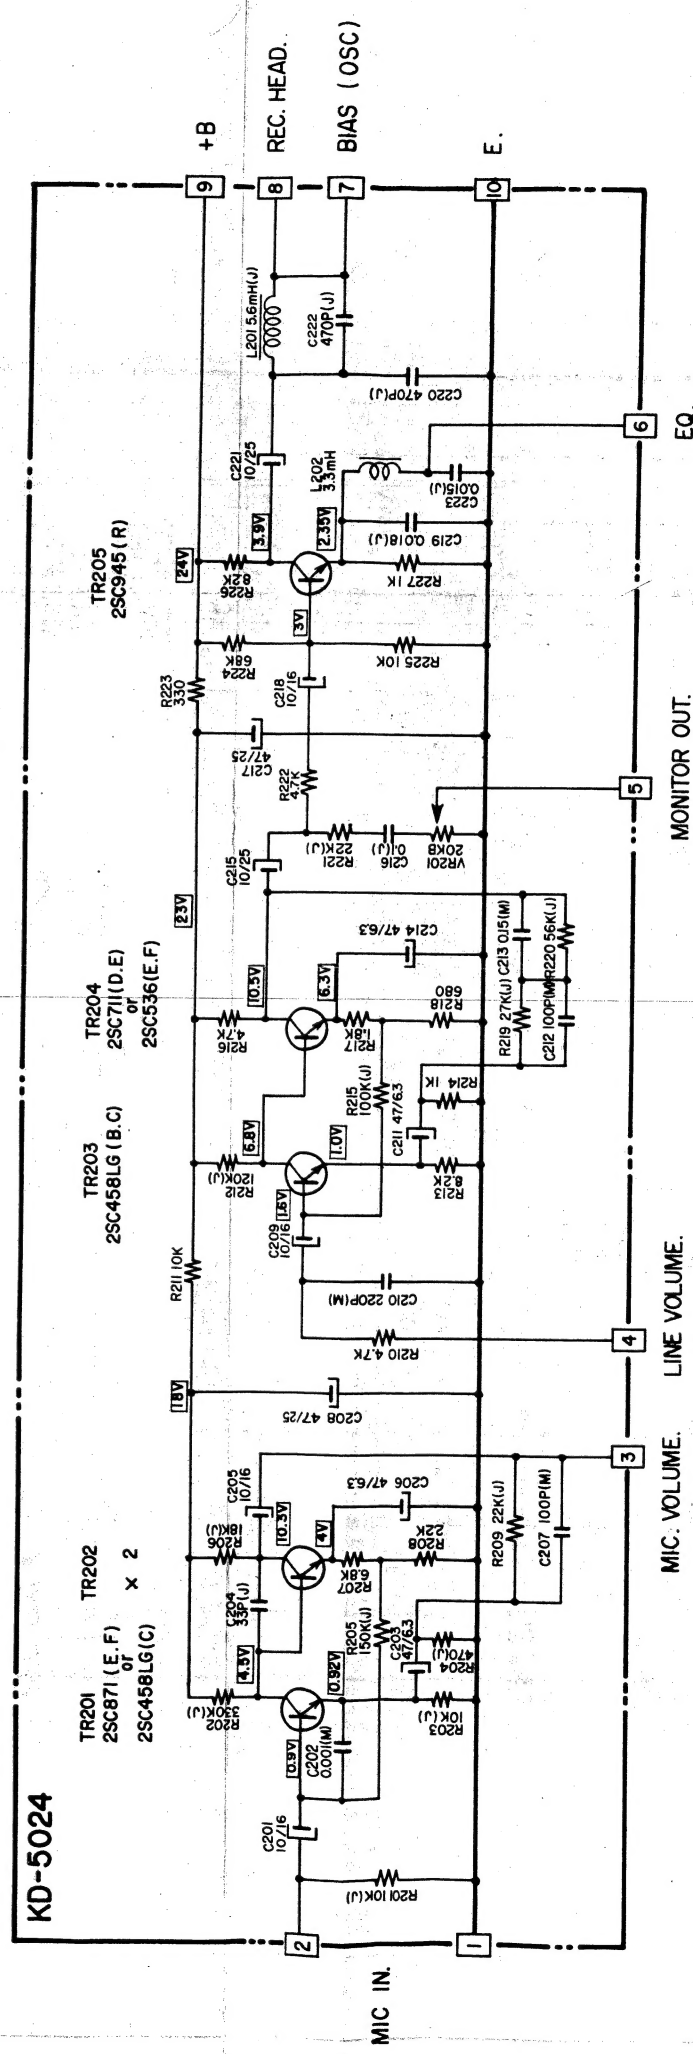 KD-5024
MIC IN.
2
1
TR201
2SC871(E.F)
or
2SC458LG(C)
TR202
× 2
TR203
2SC458LG(B.C)
TR204
2SC711(D.E)
or
2SC536(E.F)
TR205
2SC945(R)
C201
10/16
R201 10K(J)
0.9V
C202
0.001(M)
R202
330K(J)
4.5V
0.92V
C204
33P(J)
R203
10K(J)
R204
470(J)
C203
47/6.3
R205
150K(J)
R206
18K(J)
C205
10/16
10.3V
4V
R207
6.8K
R208
22K
C206 47/6.3
R209 22K(J)
C207 100P(M)
3
MIC. VOLUME.
18V
C208 47/25
R211 10K
R210 4.7K
C210 220P(M)
4
LINE VOLUME.
C209
10/16
1.6V
R212
120K(J)
6.8V
1.0V
R213
8.2K
C211 47/6.3
R214 1K
R215
100K(J)
R216
4.7K
10.5V
6.3V
R217
1.8K
R218
680
C214 47/6.3
R219 27K(J)
C213 0.15(M)
C212 100P(M)
R220 56K(J)
23V
C215
10/25
R221
22K(J)
C216
0.1(J)
VR201
20KB
5
MONITOR OUT.
R222
4.7K
C217
47/25
R223
330
C218
10/16
R224
68K
3V
R225 10K
24V
R226
8.2K
3.9V
2.35V
R227 1K
C219 0.018(J)
L202
3.3mH
C223
0.015(J)
6
EQ.
C221
10/25
L201 5.6mH(J)
C222
470P(J)
C220 470P(J)
9
+B
8
REC. HEAD.
7
BIAS (OSC)
10
E.